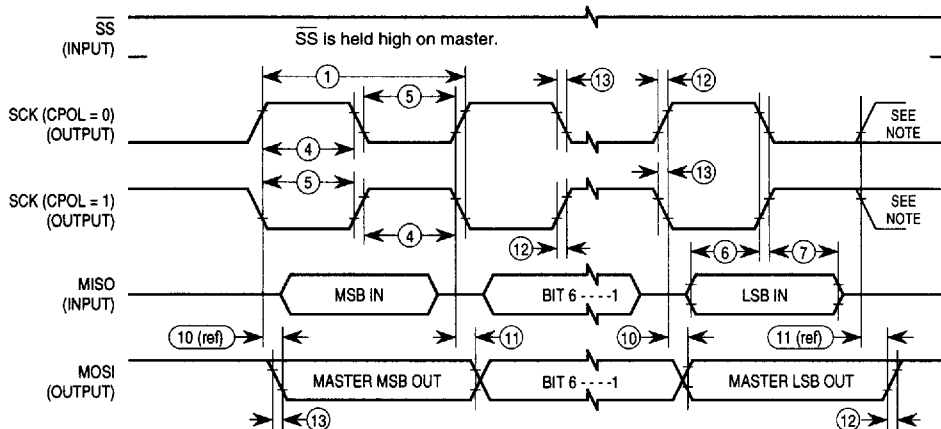 SS
(INPUT)
SS is held high on master.
1
5
13
12
SCK (CPOL = 0)
(OUTPUT)
SEE
NOTE
4
5
13
SCK (CPOL = 1)
(OUTPUT)
SEE
NOTE
4
12
6
7
MISO
(INPUT)
MSB IN
BIT 6 - - - - -1
LSB IN
10 (ref)
11
10
11 (ref)
MOSI
(OUTPUT)
MASTER MSB OUT
BIT 6 - - - - -1
MASTER LSB OUT
13
12